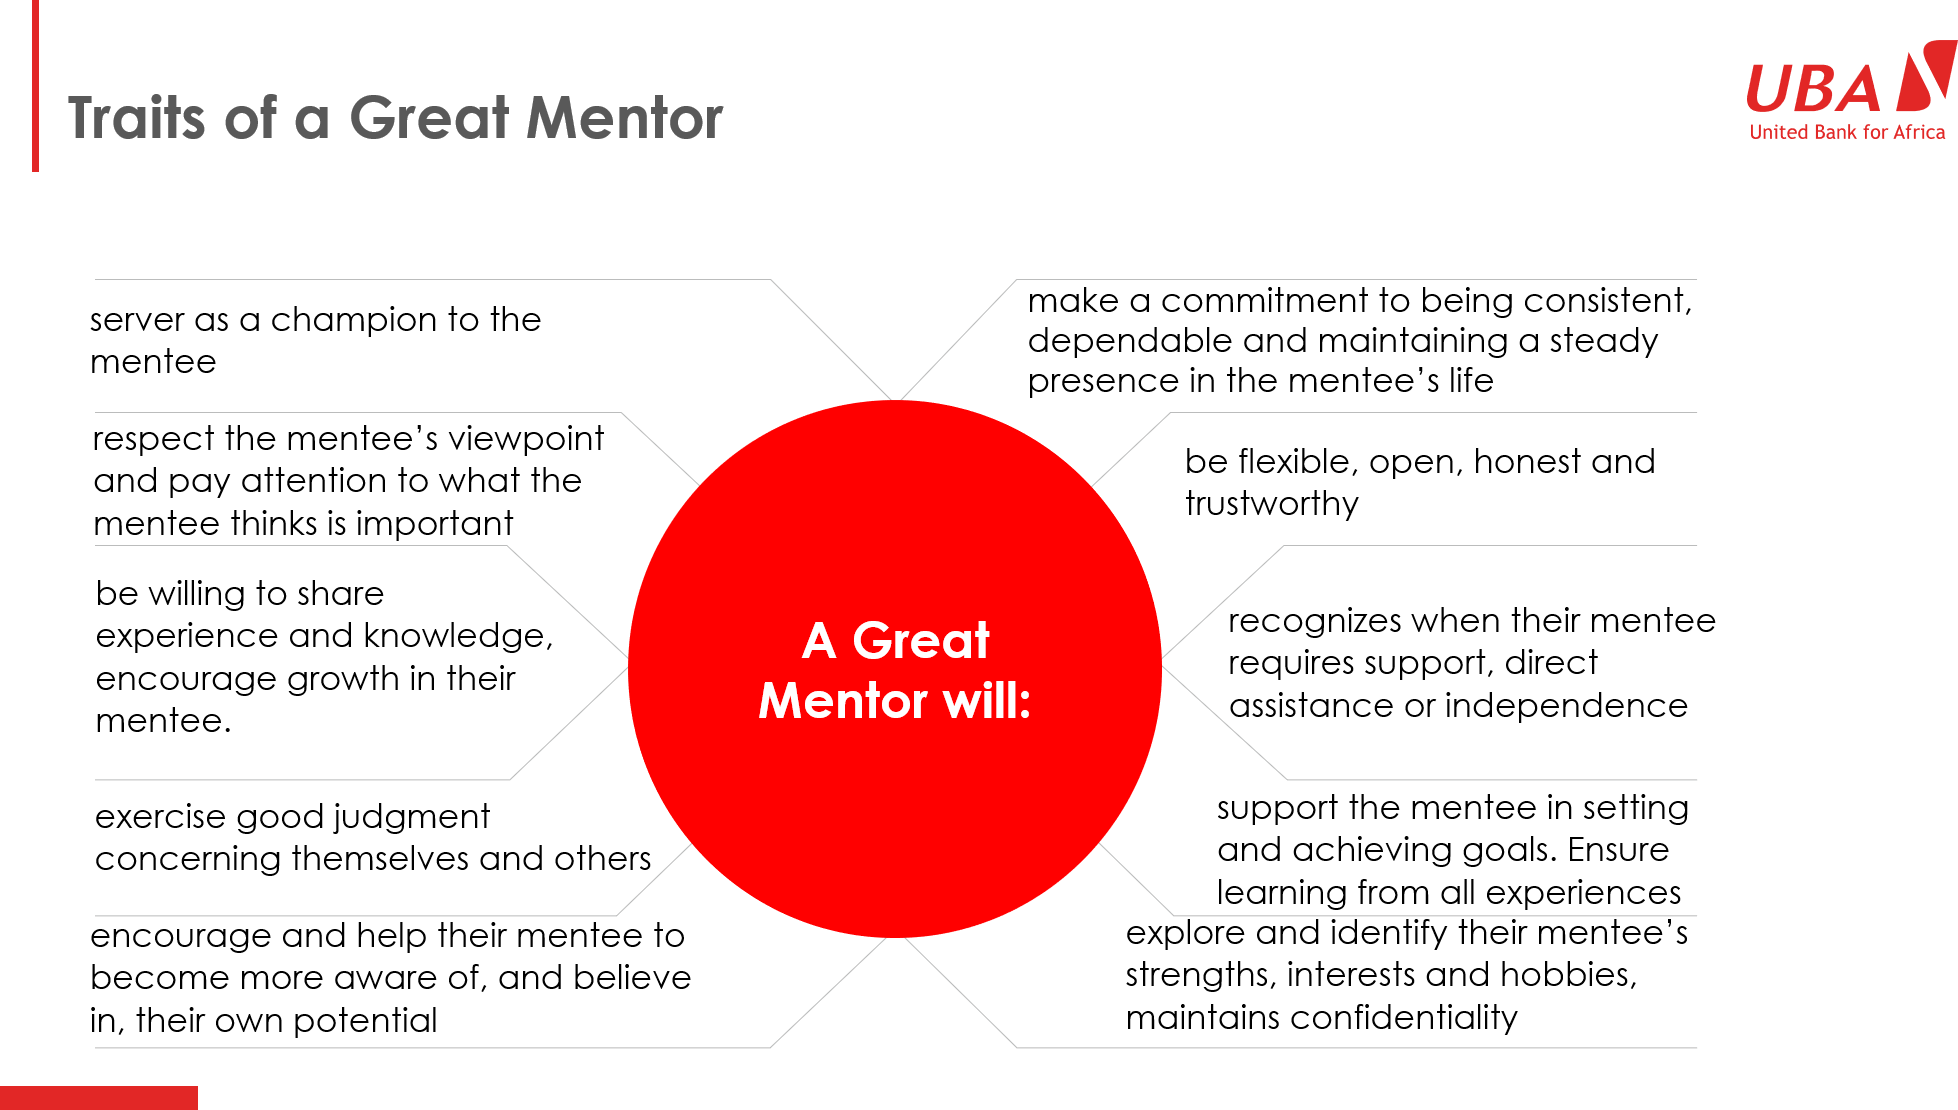 Traits of a Great Mentor
UBA
United Bank for Africa
server as a champion to the
mentee
respect the mentee’s viewpoint
and pay attention to what the
mentee thinks is important
be willing to share
experience and knowledge,
encourage growth in their
mentee.
exercise good judgment
concerning themselves and others
encourage and help their mentee to
become more aware of, and believe
in, their own potential
A Great
Mentor will:
make a commitment to being consistent,
dependable and maintaining a steady
presence in the mentee’s life
be flexible, open, honest and
trustworthy
recognizes when their mentee
requires support, direct
assistance or independence
support the mentee in setting
and achieving goals. Ensure
learning from all experiences
explore and identify their mentee’s
strengths, interests and hobbies,
maintains confidentiality